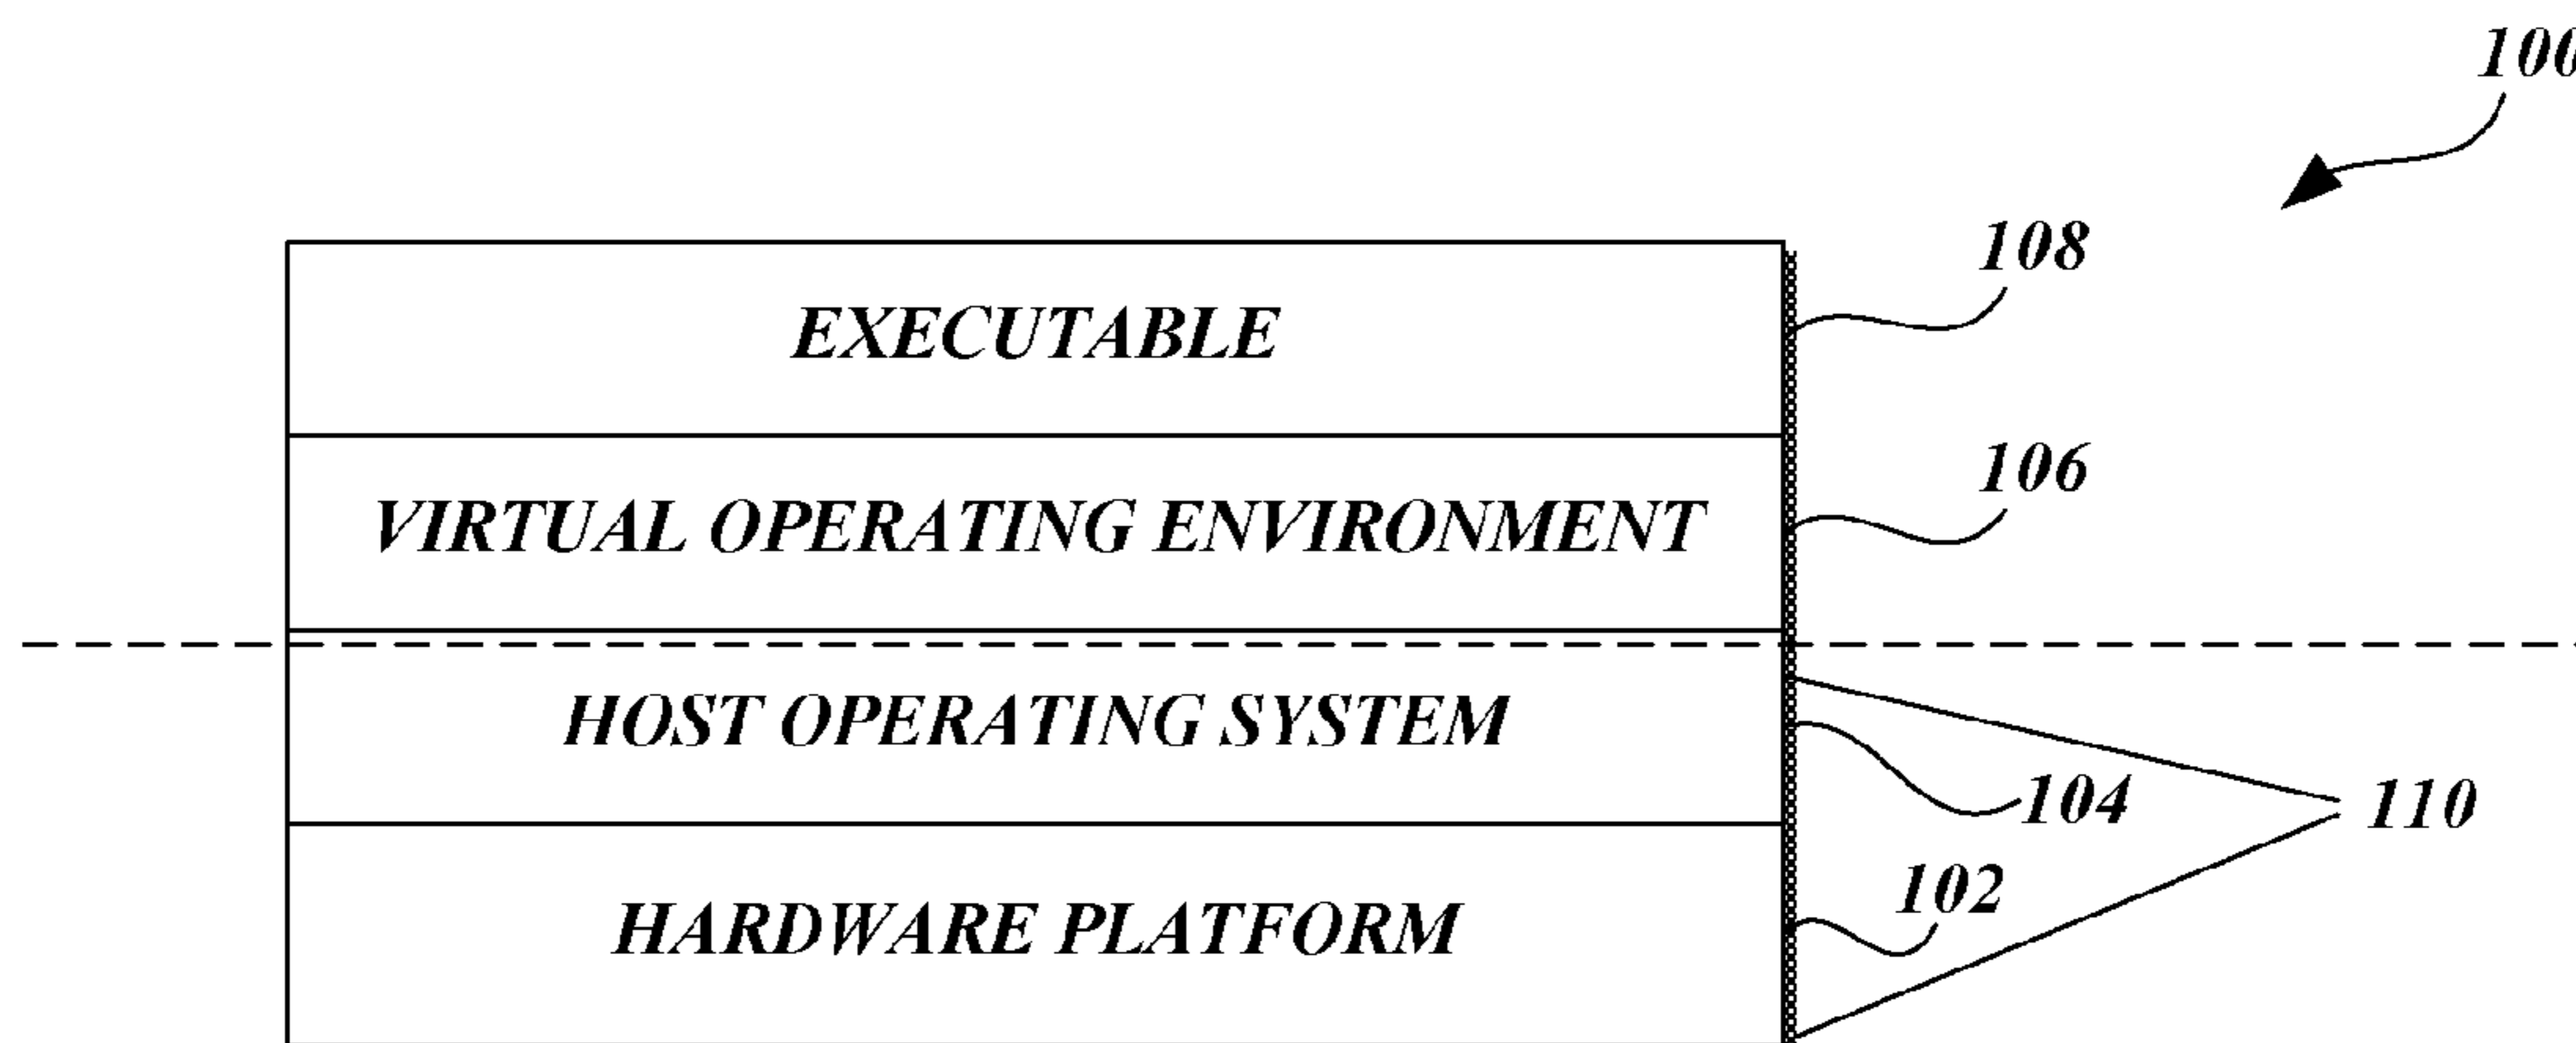 100
108
EXECUTABLE
106
VIRTUAL OPERATING ENVIRONMENT
HOST OPERATING SYSTEM
104
110
102
HARDWARE PLATFORM